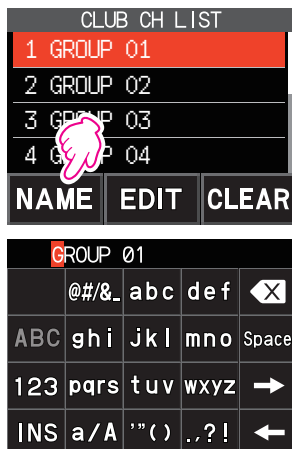 CLUB CH LIST
1 GROUP 01
2 GROUP 02
3 GROUP 03
4 GROUP 04
NAME EDIT CLEAR
GROUP 01
@#/&_ abc def
ABC ghi jkl mno Space
123 pqrs tuv wxyz →
INS a/A '"() .,?! ←